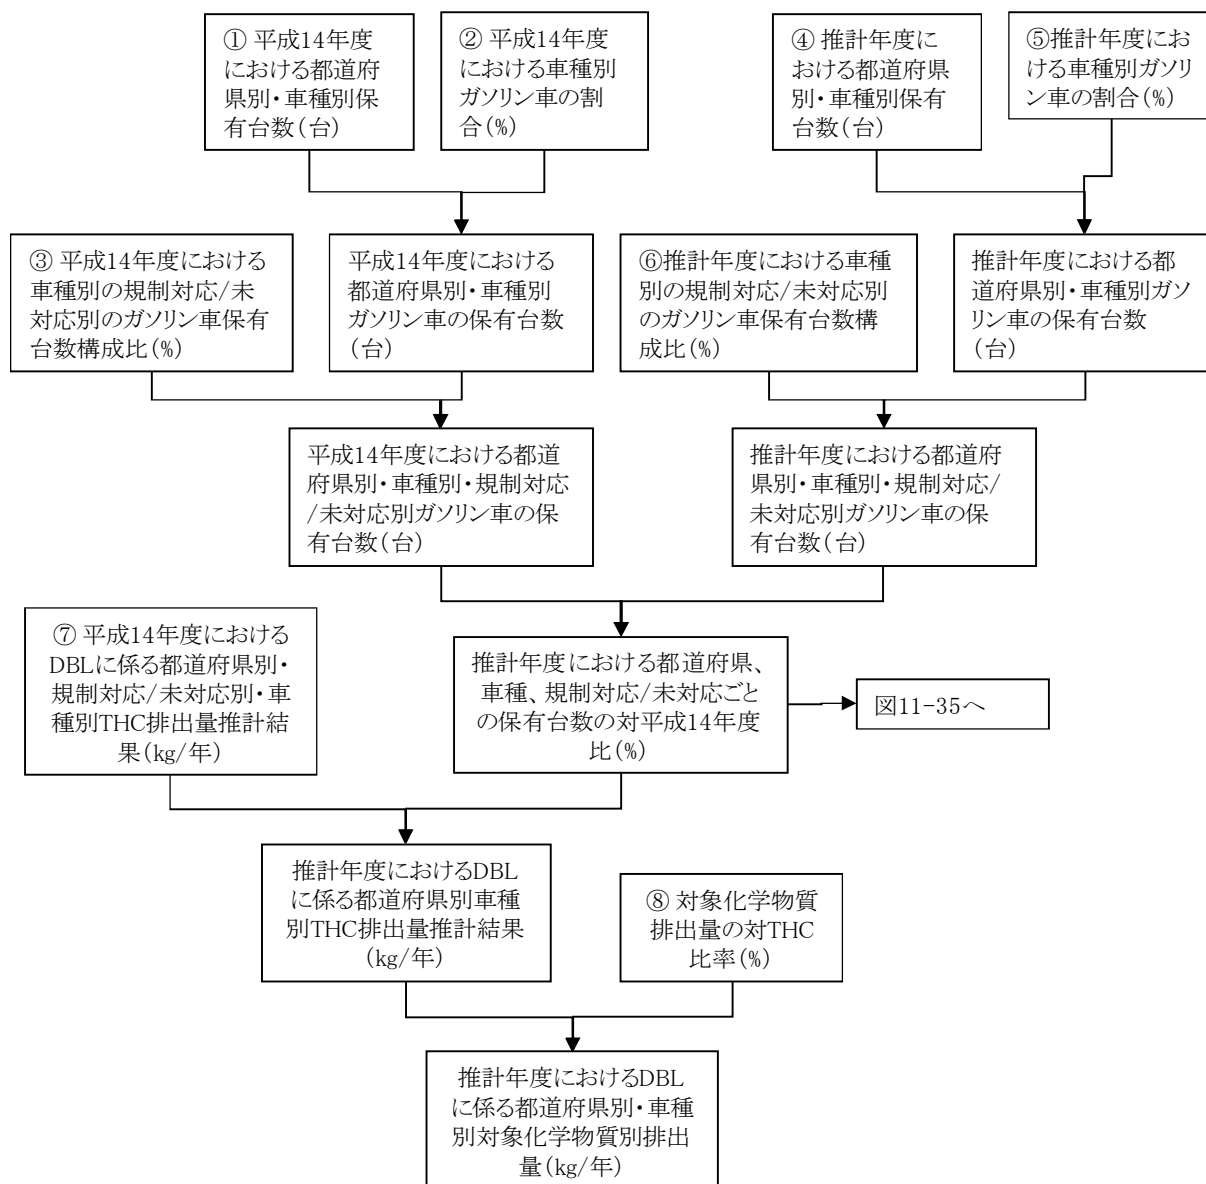 ① 平成14年度
における都道府
県別・車種別保
有台数(台)
② 平成14年度
における車種別
ガソリン車の割
合(%)
④ 推計年度に
おける都道府県
別・車種別保有
台数(台)
⑤推計年度にお
ける車種別ガソリ
ン車の割合(%)
③ 平成14年度における
車種別の規制対応/未
対応別のガソリン車保有
台数構成比(%)
平成14年度における
都道府県別・車種別
ガソリン車の保有台数
(台)
⑥推計年度における車種
別の規制対応/未対応別
のガソリン車保有台数構
成比(%)
推計年度における都
道府県別・車種別ガソ
リン車の保有台数
(台)
平成14年度における都道
府県別・車種別・規制対応
/未対応別ガソリン車の保
有台数(台)
推計年度における都道府
県別・車種別・規制対応/
未対応別ガソリン車の保
有台数(台)
⑦ 平成14年度における
DBLに係る都道府県別・
規制対応/未対応別・車
種別THC排出量推計結
果(kg/年)
推計年度における都道府県、
車種、規制対応/未対応ごと
の保有台数の対平成14年度
比(%)
図11-35へ
推計年度におけるDBL
に係る都道府県別車種
別THC排出量推計結果
(kg/年)
⑧ 対象化学物質
排出量の対THC
比率(%)
推計年度におけるDBL
に係る都道府県別・車種
別対象化学物質別排出
量(kg/年)